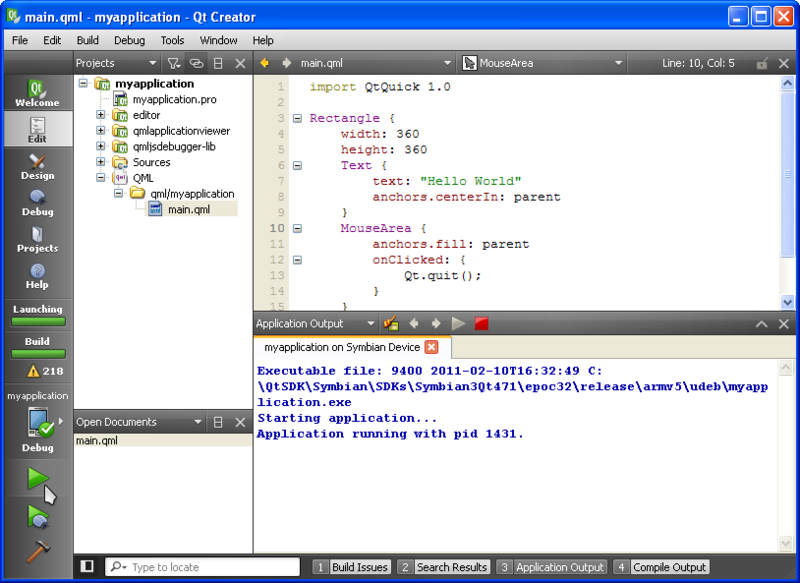 main.qml - myapplication - Qt Creator
File Edit Build Debug Tools Window Help
Projects
main.qml
MouseArea
Line: 10, Col: 5
Qt
Welcome
Edit
Design
Debug
Projects
Help
Launching
Build
218
myapplication
Debug
myapplication
myapplication.pro
editor
qmlapplicationviewer
qmljsdebugger-lib
Sources
QML
qml/myapplication
main.qml
Open Documents
main.qml
1 import QtQuick 1.0
2
3 Rectangle {
4 width: 360
5 height: 360
6 Text {
7 text: "Hello World"
8 anchors.centerIn: parent
9 }
10 MouseArea {
11 anchors.fill: parent
12 onClicked: {
13 Qt.quit();
14 }
15 }
Application Output
myapplication on Symbian Device
Executable file: 9400 2011-02-10T16:32:49 C:
\QtSDK\Symbian\SDKs\Symbian3Qt471\epoc32\release\armv5\udeb\myapp
lication.exe
Starting application...
Application running with pid 1431.
Type to locate
1 Build Issues
2 Search Results
3 Application Output
4 Compile Output